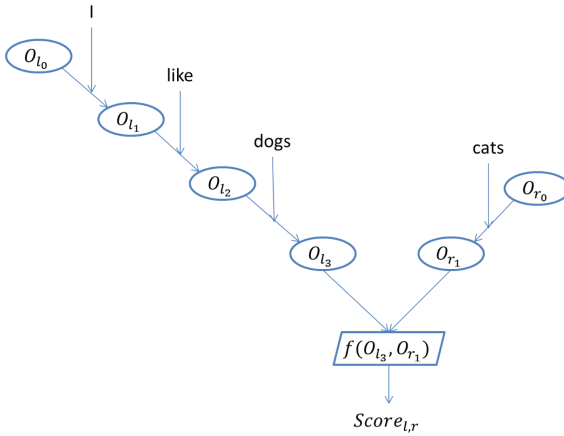 I
O_{l_0}
like
O_{l_1}
dogs
cats
O_{l_2}
O_{r_0}
O_{l_3}
O_{r_1}
f(O_{l_3}, O_{r_1})
Score_{l,r}